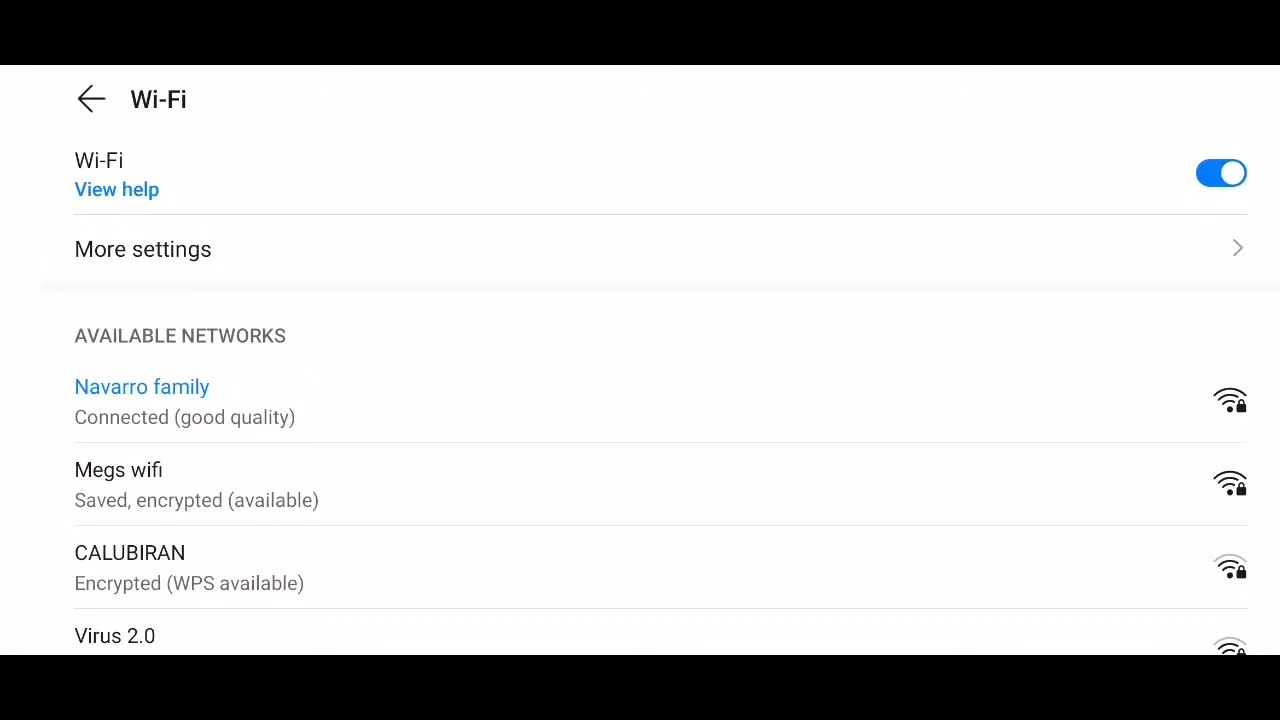 Wi-Fi
Wi-Fi
View help
More settings
AVAILABLE NETWORKS
Navarro family
Connected (good quality)
Megs wifi
Saved, encrypted (available)
CALUBIRAN
Encrypted (WPS available)
Virus 2.0